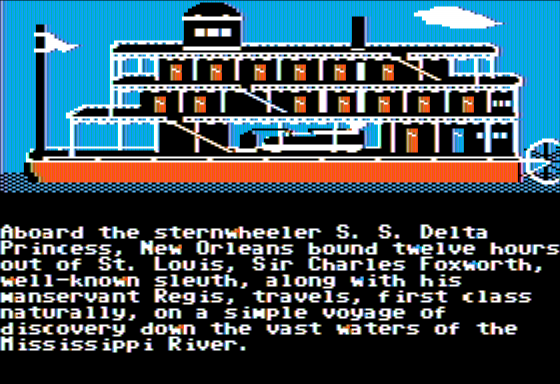 Aboard the sternwheeler S. S. Delta
Princess, New Orleans bound twelve hours
out of St. Louis, Sir Charles Foxworth,
well-known sleuth, along with his
manservant Regis, travels, first class
naturally, on a simple voyage of
discovery down the vast waters of the
Mississippi River.